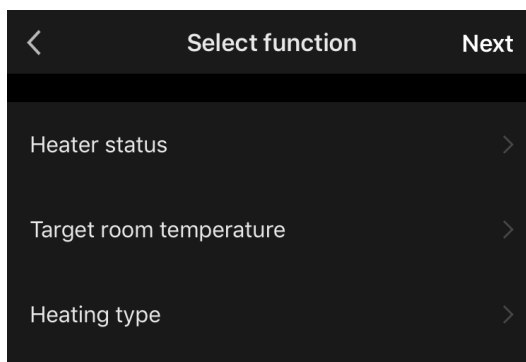 Select function Next
Heater status
Target room temperature
Heating type